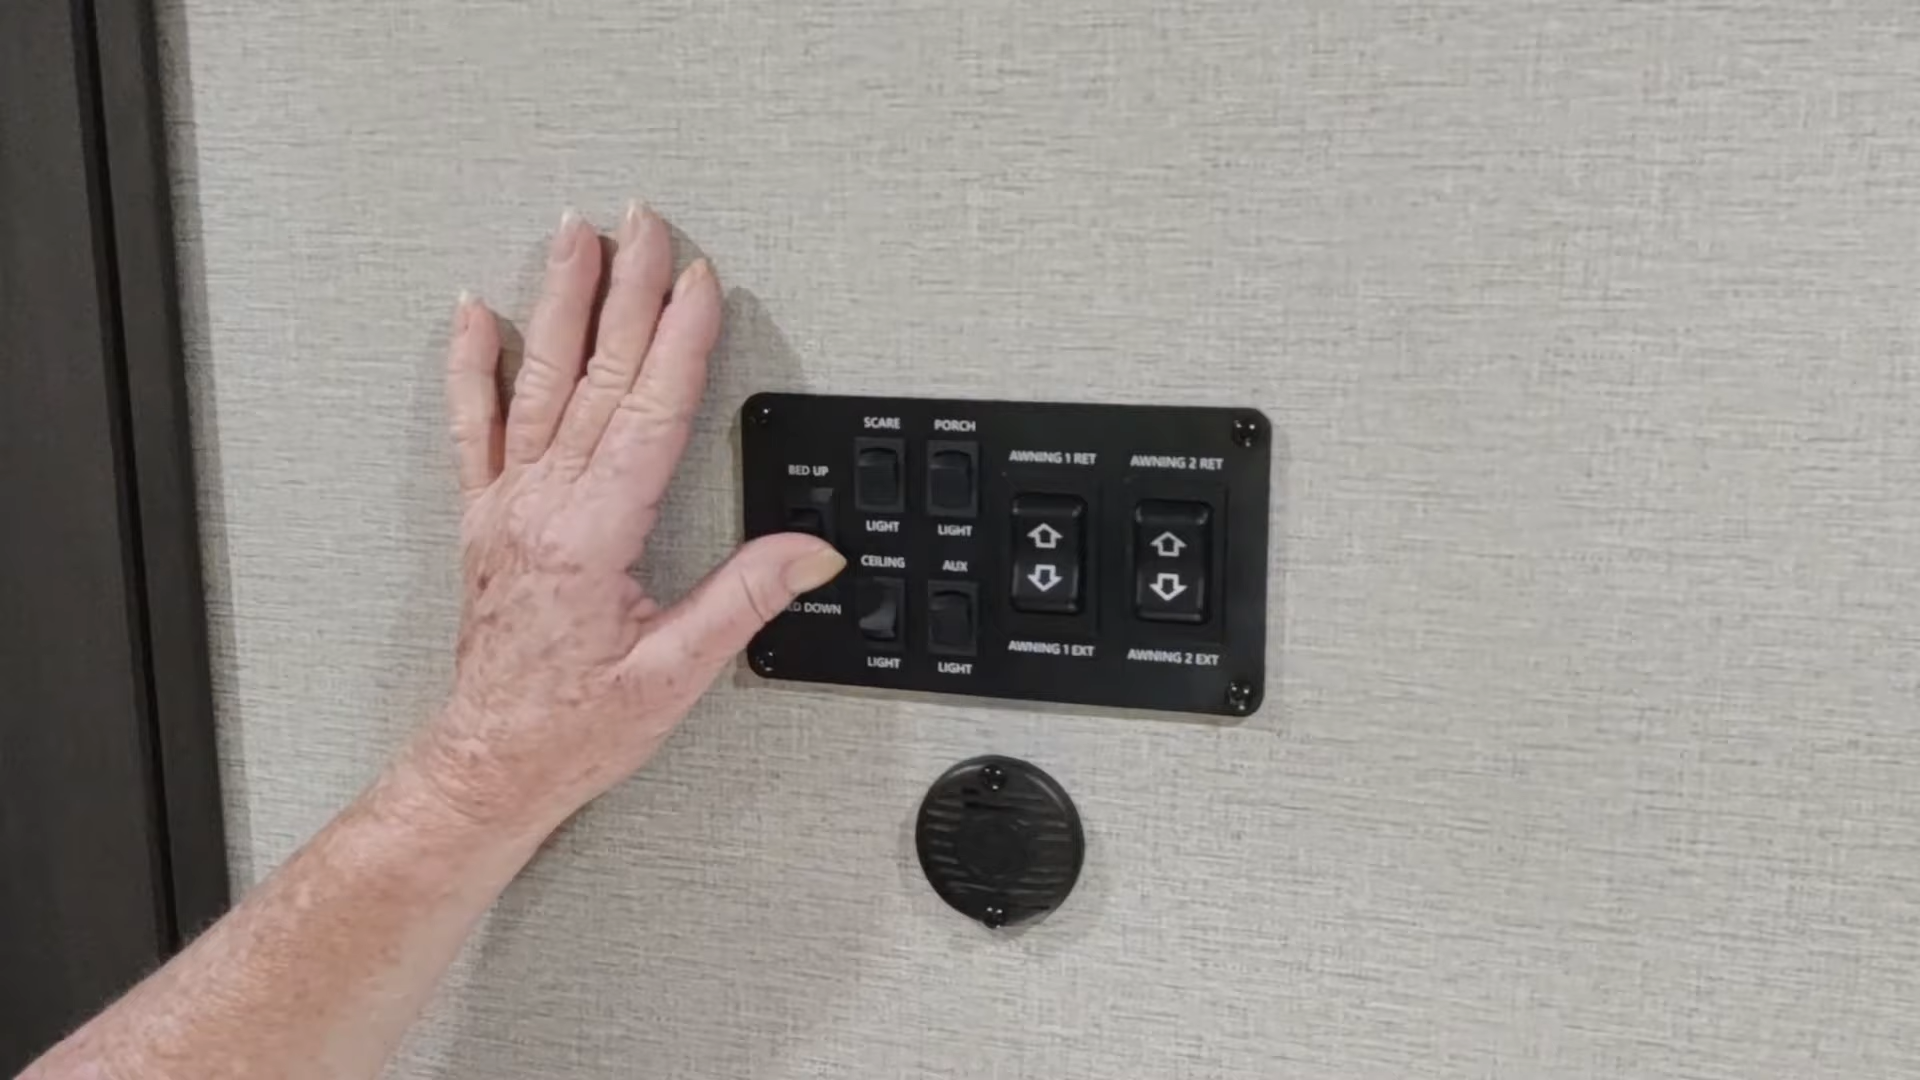 SCARE
LIGHT
PORCH
LIGHT
BED UP
DOWN
CEILING
LIGHT
AUX
LIGHT
AWNING 1 RET
AWNING 1 EXT
AWNING 2 RET
AWNING 2 EXT